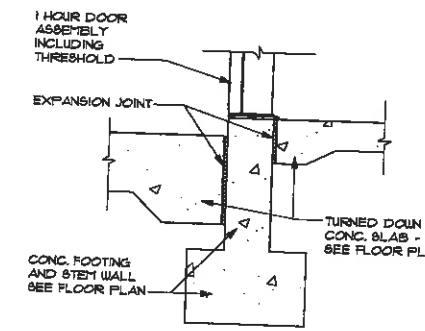 1 HOUR DOOR
ASSEMBLY
INCLUDING
THRESHOLD
EXPANSION JOINT
TURNED DOWN
CONC. SLAB -
SEE FLOOR PL
CONC. FOOTING
AND STEM WALL
SEE FLOOR PLAN